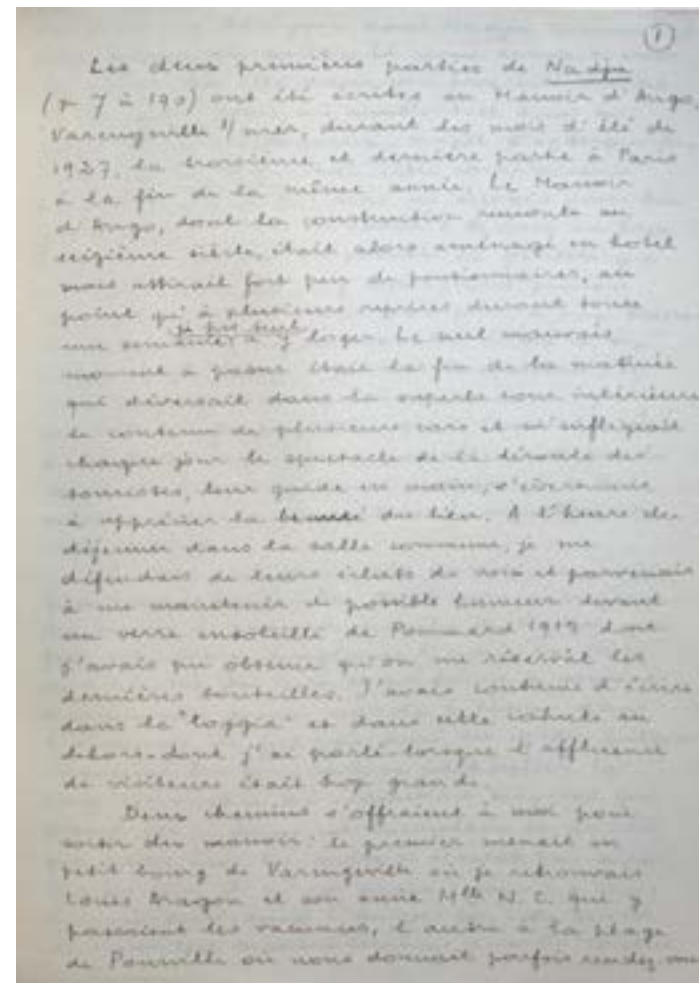 1
Les deux premières parties de Nadja
(p 7 à 190) ont été écrites au Manoir d'Ango,
Varengeville s/mer, durant les mois d'été de
1927, la troisième et dernière partie à Paris
à la fin de la même année. Le Manoir
d'Ango, dont la construction remonte au
seizième siècle, était alors aménagé en hôtel
mais attirait fort peu de pensionnaires, au
point qu'à plusieurs reprises, durant toute
je fus seul
une semaine à y loger. Le seul mauvais
moment à passer était la fin de la matinée
qui déversait dans la superbe cour intérieure
le contenu de plusieurs cars et m'infligeait
chaque jour le spectacle de la déroute des
touristes, leur guide en main, s'évertuant
à apprécier la beauté du lieu. A l'heure du
déjeuner dans la salle commune, je me
défendais de leurs éclats de voix et parvenais
à me maintenir de possible humeur devant
un verre ensoleillé de Pommard 1919 dont
j'avais pu obtenir qu'on me réservât les
dernières bouteilles. J'avais coutume d'écrire
dans la "loggia" et dans cette cahute au
dehors dont j'ai parlé lorsque l'affluence
de visiteurs était trop grande.
Deux chemins s'offraient à moi pour
sortir du manoir: le premier menait au
petit bourg de Varengeville où je retrouvais
Louis Aragon et son amie Mlle N. C. qui y
passaient les vacances, l'autre à la plage
de Pourville où nous donnait parfois rendez-vous